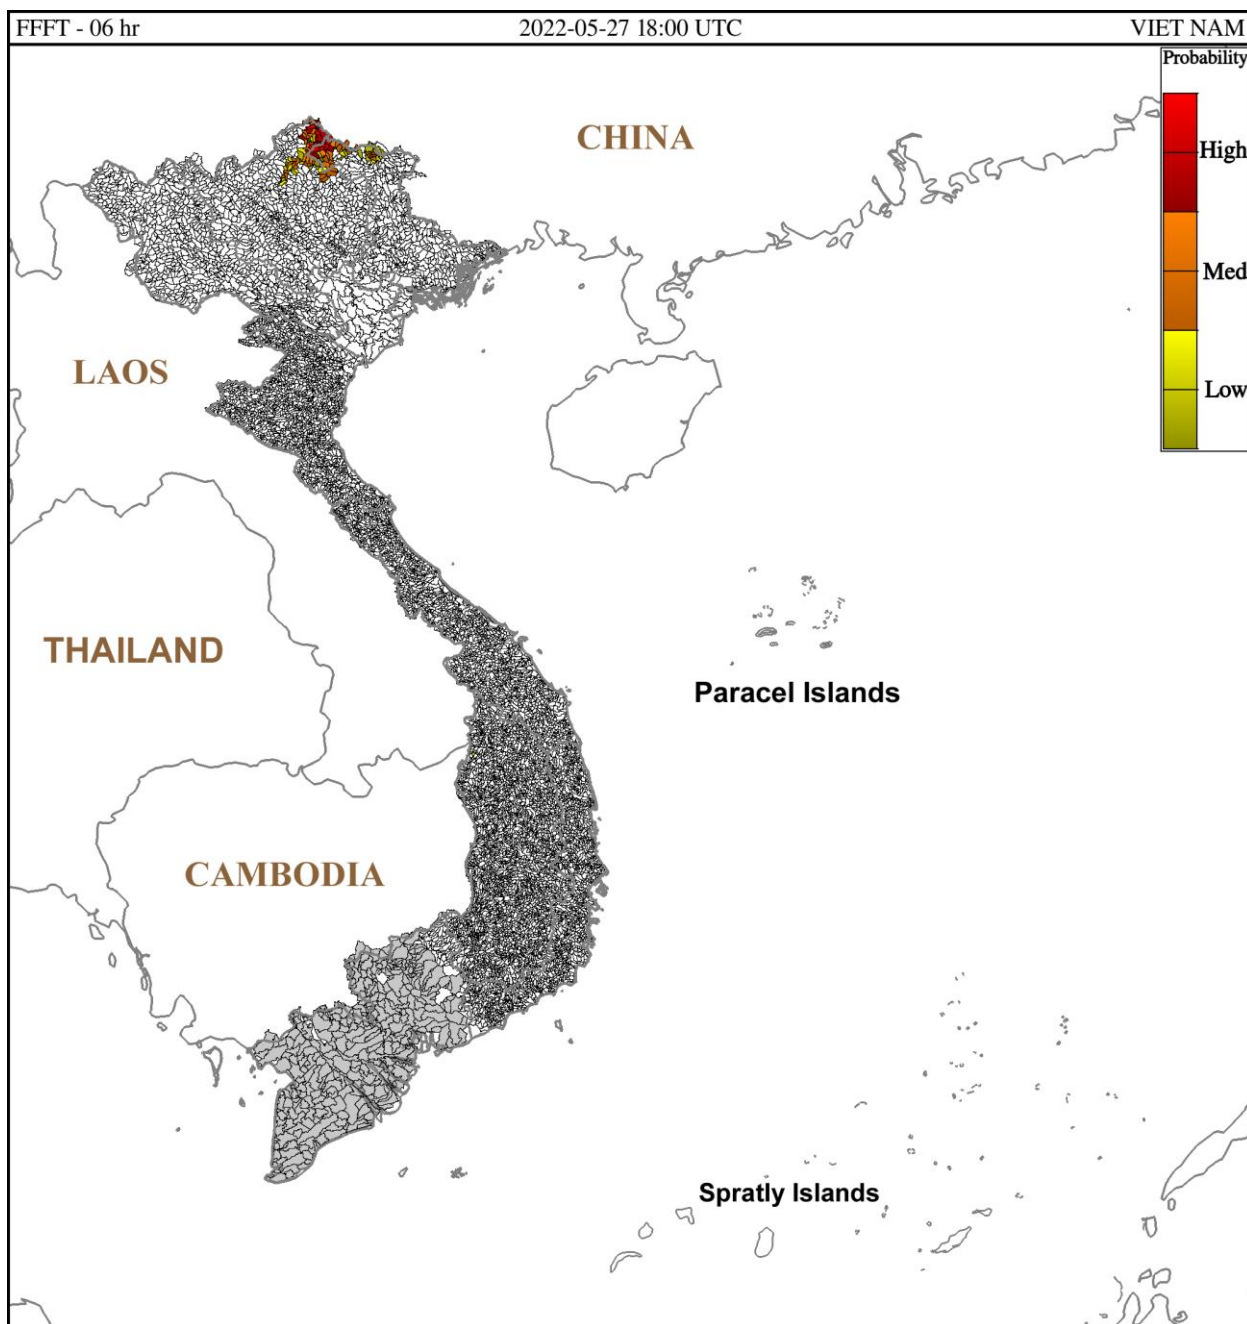 FFFT - 06 hr 2022-05-27 18:00 UTC VIET NAM
Probability
CHINA
High
Med
LAOS
Low
THAILAND
Paracel Islands
CAMBODIA
Spratly Islands